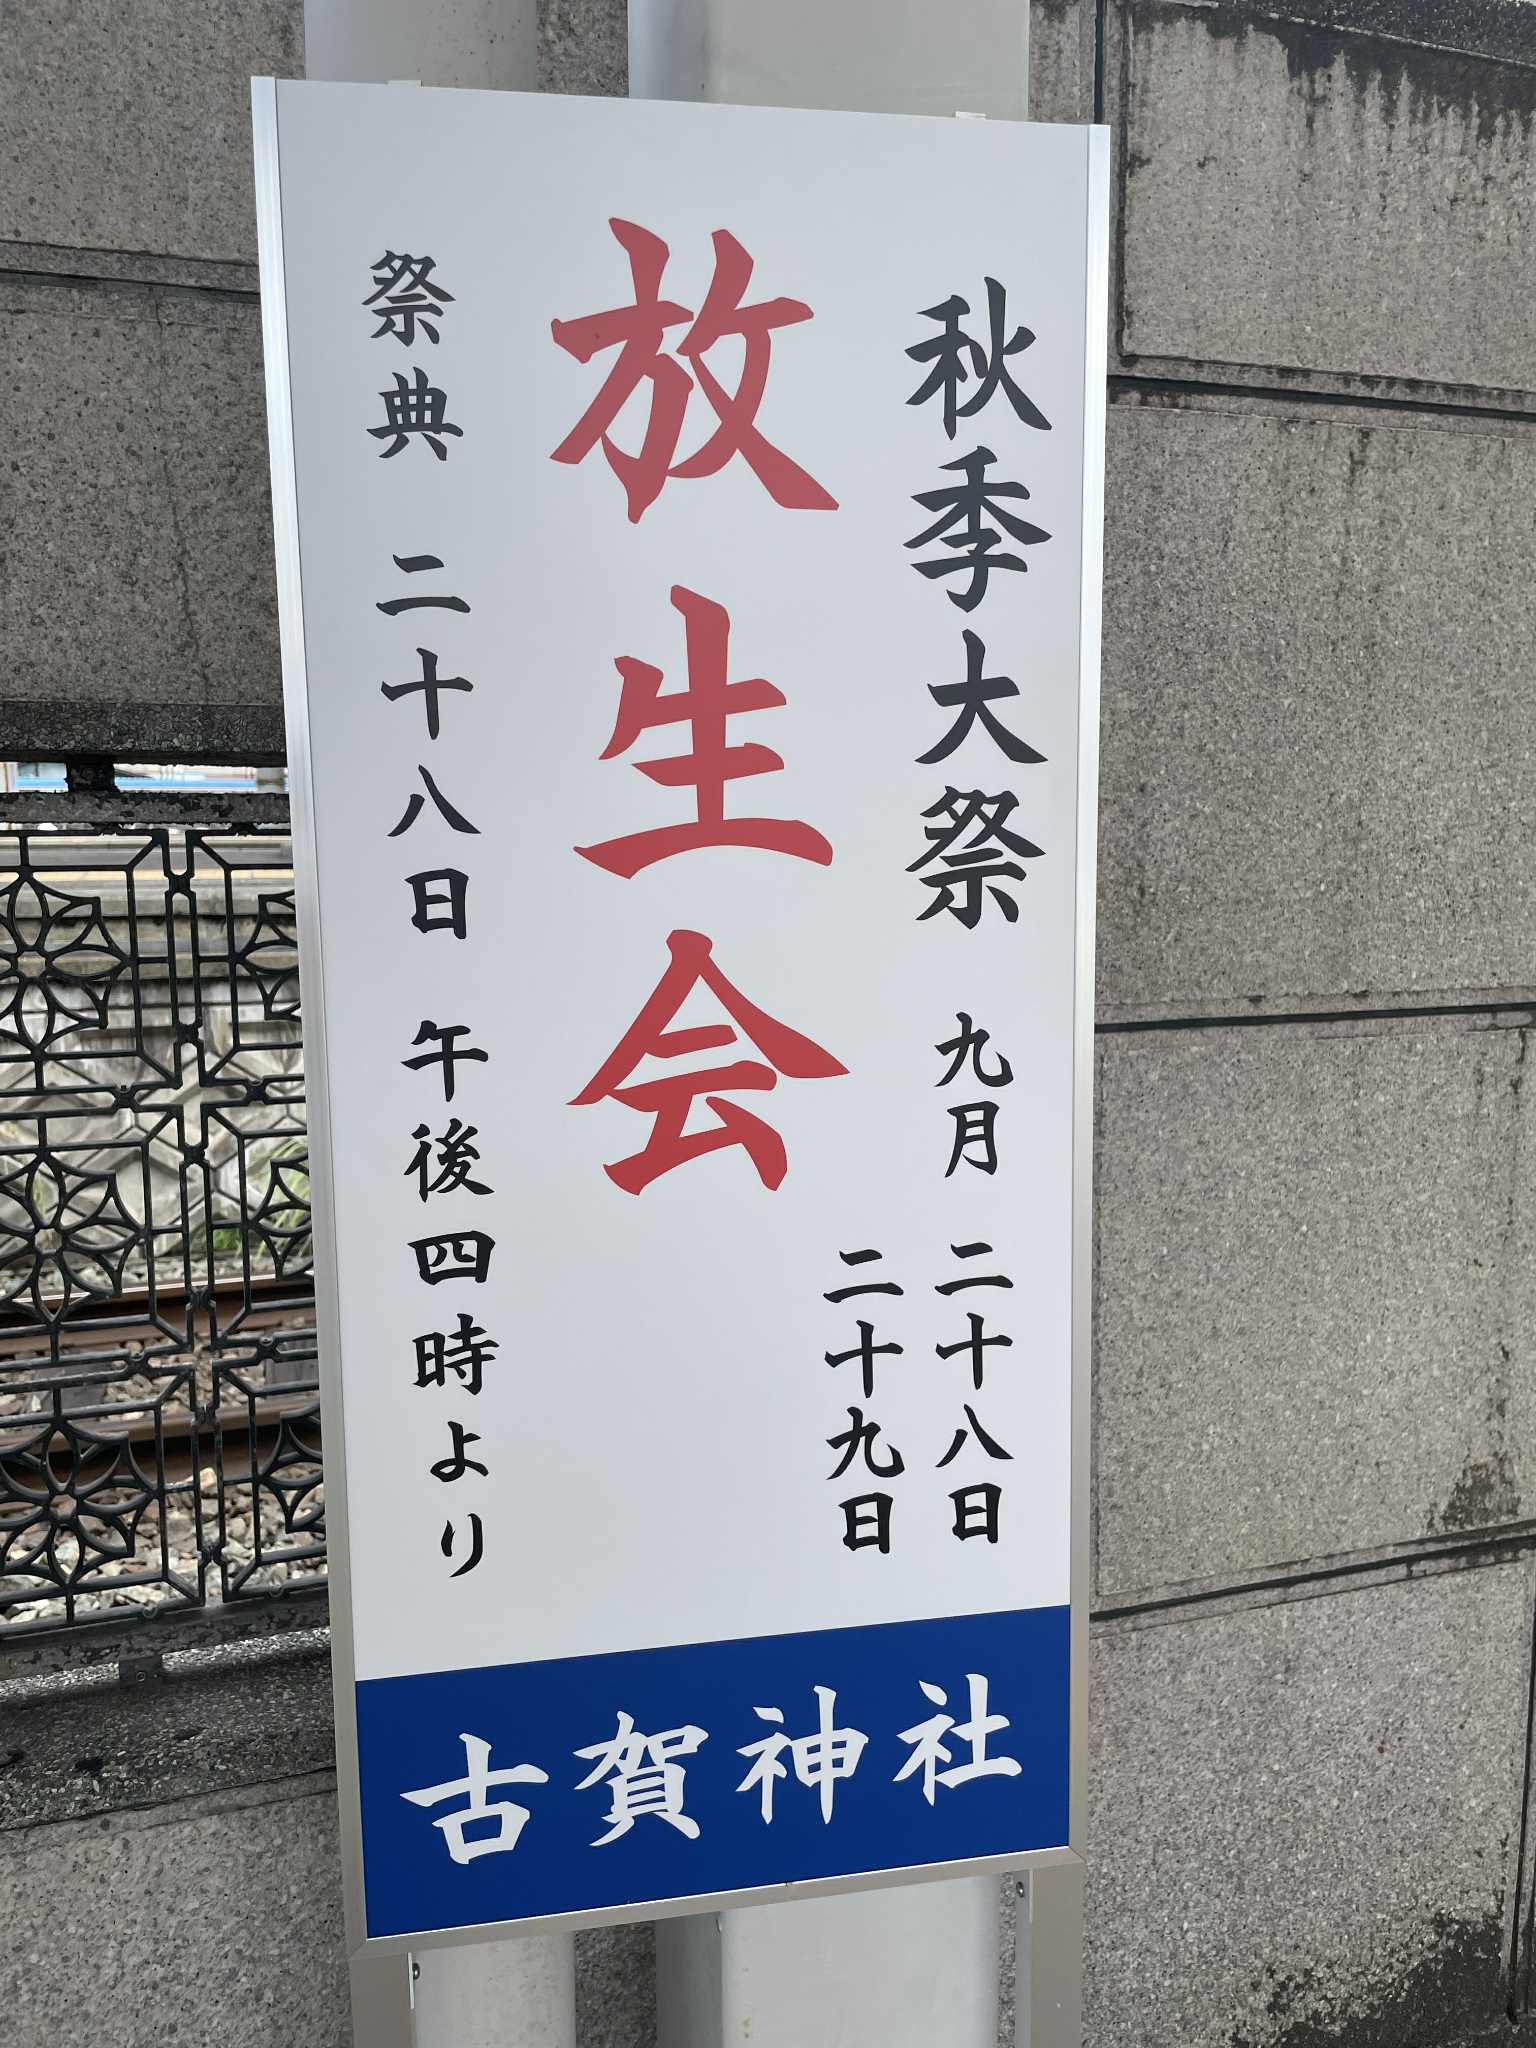 秋季大祭 九月 二十八日
二十九日
放生会
祭典 二十八日 午後四時より
古賀神社